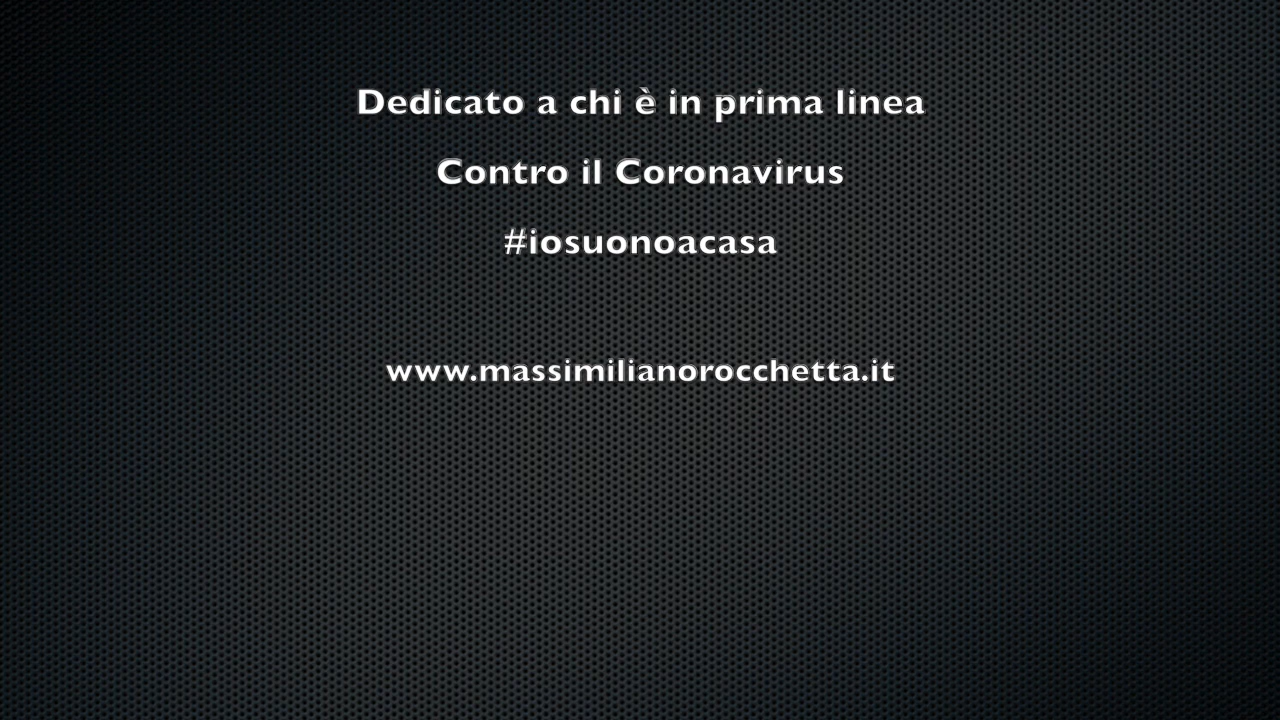 Dedicato a chi è in prima linea
Contro il Coronavirus
#iosuonoacasa
www.massimilianorocchetta.it